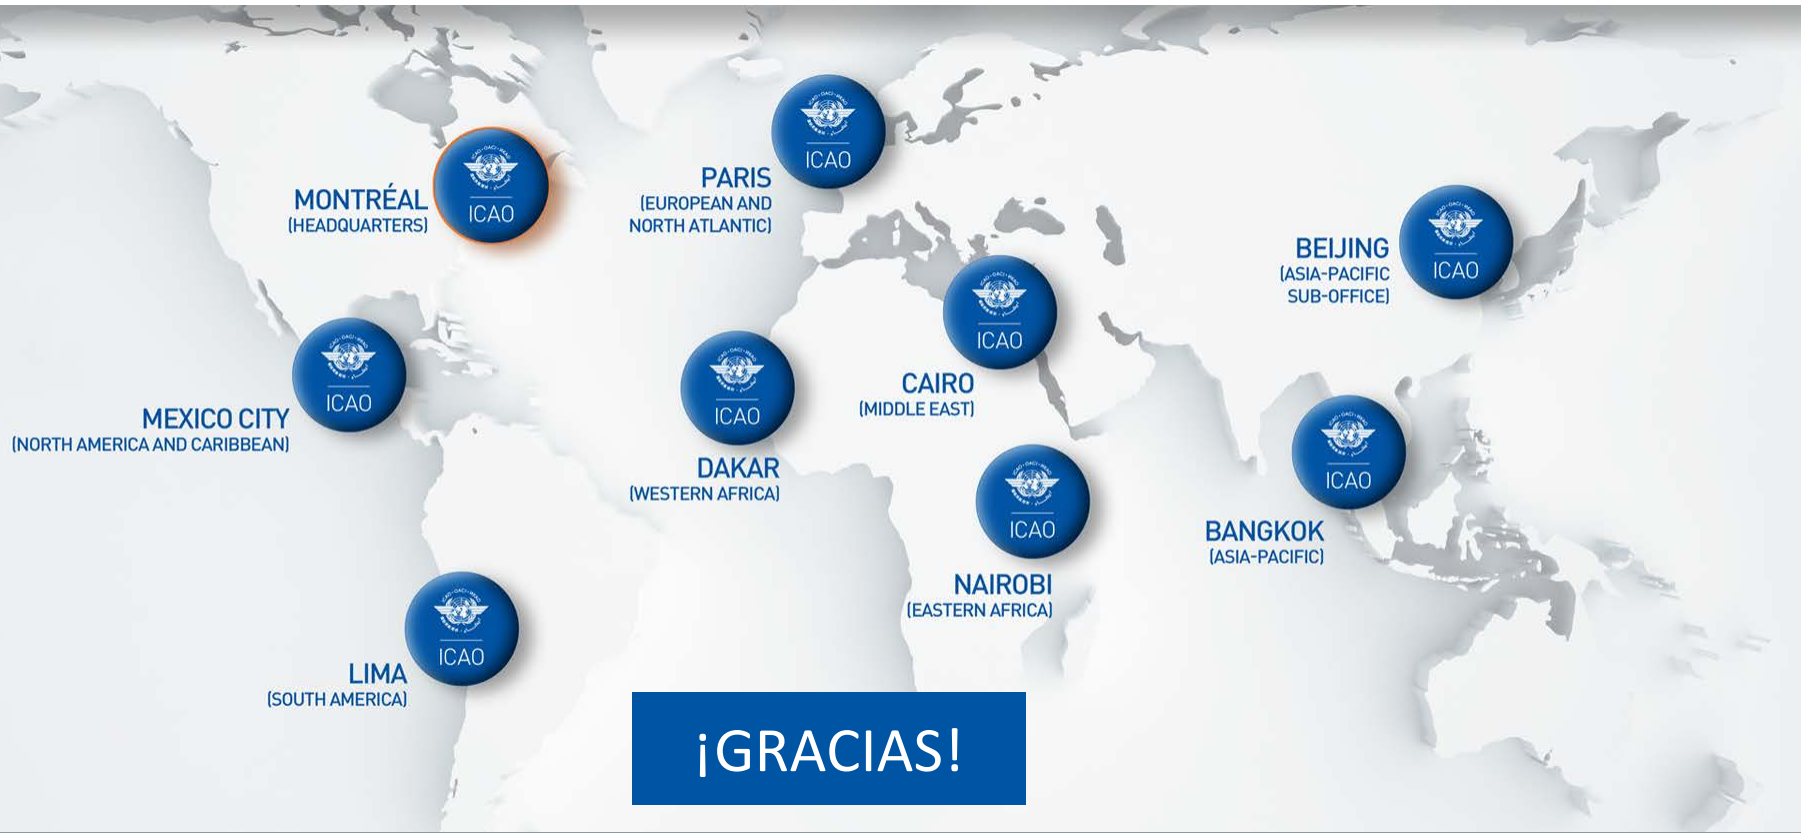 ICAO
PARIS
(EUROPEAN AND
NORTH ATLANTIC)
ICAO
MONTRÉAL
(HEADQUARTERS)
ICAO
BEIJING
(ASIA-PACIFIC
SUB-OFFICE)
ICAO
CAIRO
(MIDDLE EAST)
ICAO
MEXICO CITY
(NORTH AMERICA AND CARIBBEAN)
ICAO
DAKAR
(WESTERN AFRICA)
ICAO
NAIROBI
(EASTERN AFRICA)
ICAO
BANGKOK
(ASIA-PACIFIC)
ICAO
LIMA
(SOUTH AMERICA)
¡GRACIAS!